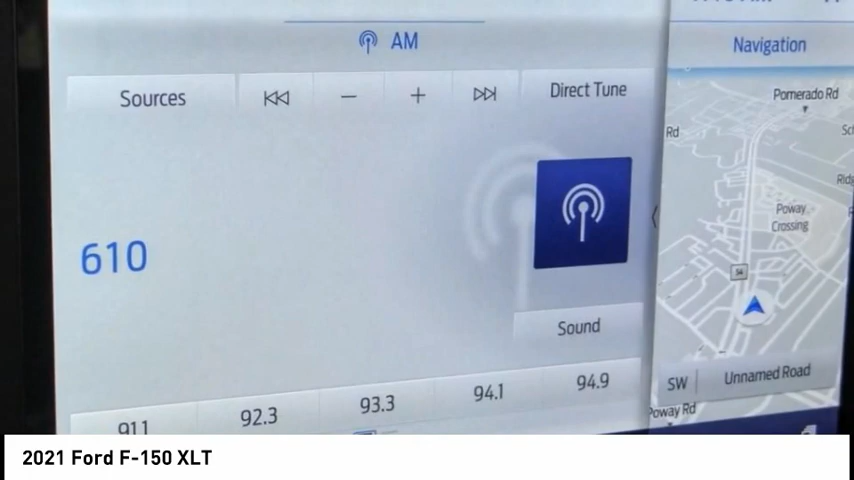 AM
Navigation
Sources
−
+
Direct Tune
Pomerado Rd
Rd
Poway
Crossing
610
Sound
SW
Unnamed Road
Poway Rd
911
92.3
93.3
94.1
94.9
2021 Ford F-150 XLT